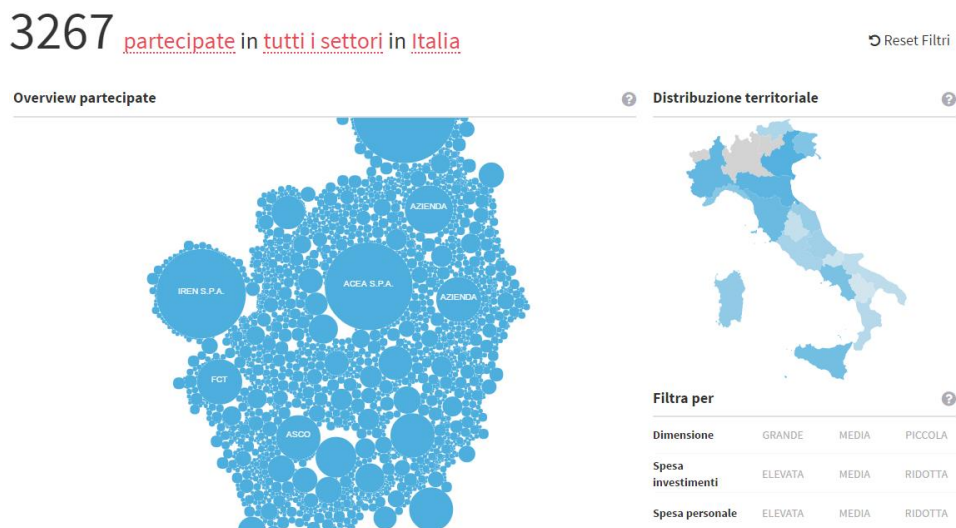 3267 partecipate in tutti i settori in Italia
Reset Filtri
Overview partecipate
?
Distribuzione territoriale
?
AZIENDA
IREN S.P.A.
ACEA S.P.A.
AZIENDA
FCT
ASCO
Filtra per
?
Dimensione GRANDE MEDIA PICCOLA
Spesa
investimenti ELEVATA MEDIA RIDOTTA
Spesa personale ELEVATA MEDIA RIDOTTA